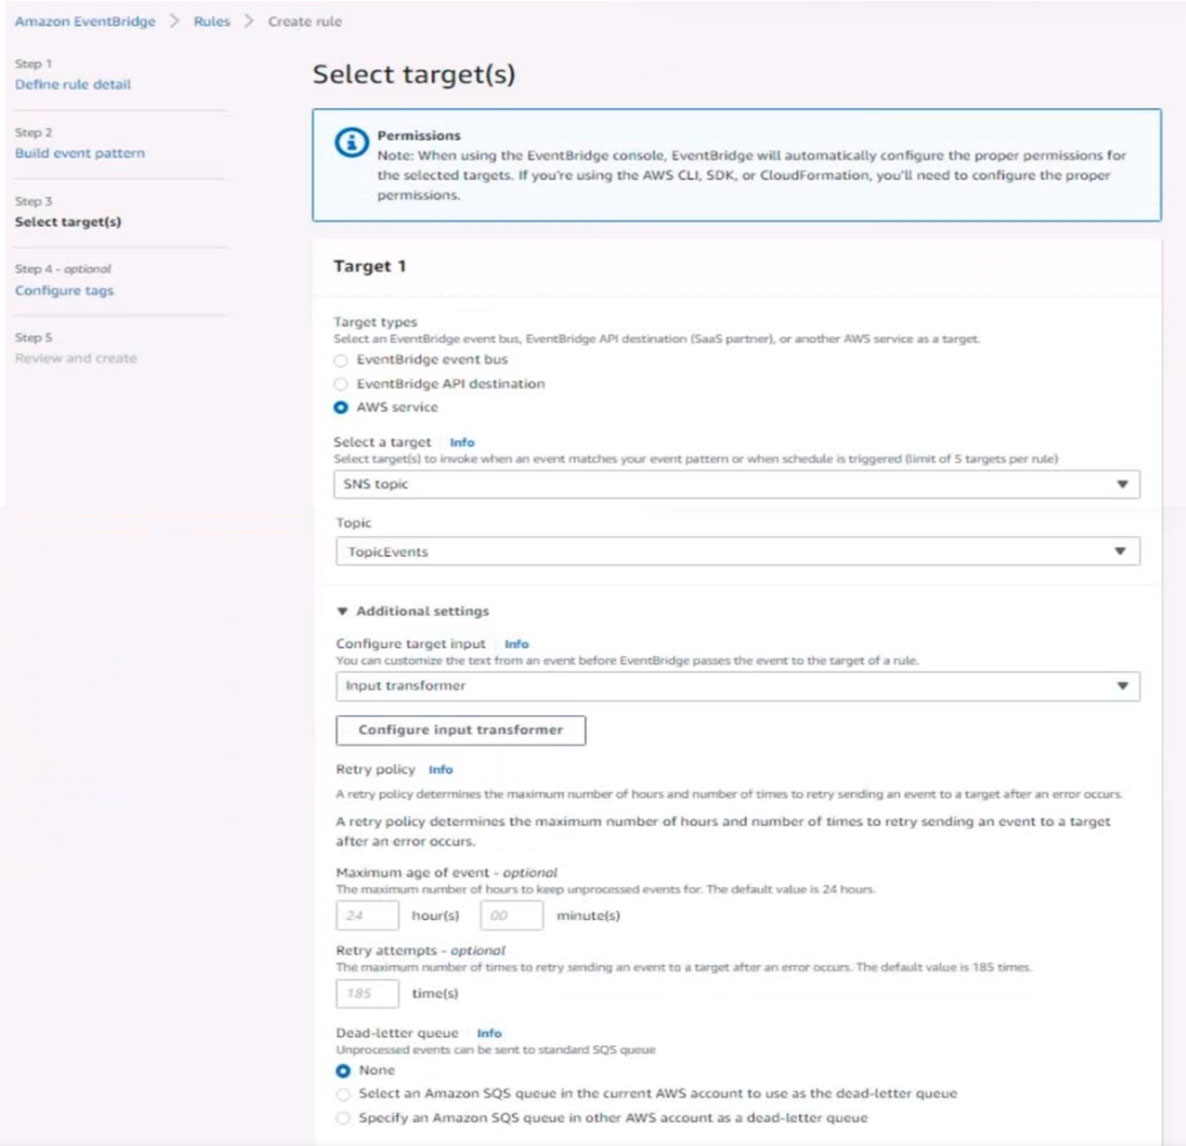 Amazon EventBridge > Rules > Create rule
Step 1
Define rule detail
Step 2
Build event pattern
Step 3
Select target(s)
Step 4 - optional
Configure tags
Step 5
Review and create
Select target(s)
Permissions
Note: When using the EventBridge console, EventBridge will automatically configure the proper permissions for
the selected targets. If you're using the AWS CLI, SDK, or CloudFormation, you'll need to configure the proper
permissions.
Target 1
Target types
Select an EventBridge event bus, EventBridge API destination (SaaS partner), or another AWS service as a target.
EventBridge event bus
EventBridge API destination
AWS service
Select a target Info
Select target(s) to invoke when an event matches your event pattern or when schedule is triggered (limit of 5 targets per rule)
SNS topic
Topic
TopicEvents
Additional settings
Configure target input Info
You can customize the text from an event before EventBridge passes the event to the target of a rule.
Input transformer
Configure input transformer
Retry policy Info
A retry policy determines the maximum number of hours and number of times to retry sending an event to a target after an error occurs.
A retry policy determines the maximum number of hours and number of times to retry sending an event to a target
after an error occurs.
Maximum age of event - optional
The maximum number of hours to keep unprocessed events for. The default value is 24 hours.
24 hour(s) 00 minute(s)
Retry attempts - optional
The maximum number of times to retry sending an event to a target after an error occurs. The default value is 185 times.
185 time(s)
Dead-letter queue Info
Unprocessed events can be sent to standard SQS queue
None
Select an Amazon SQS queue in the current AWS account to use as the dead-letter queue
Specify an Amazon SQS queue in other AWS account as a dead-letter queue